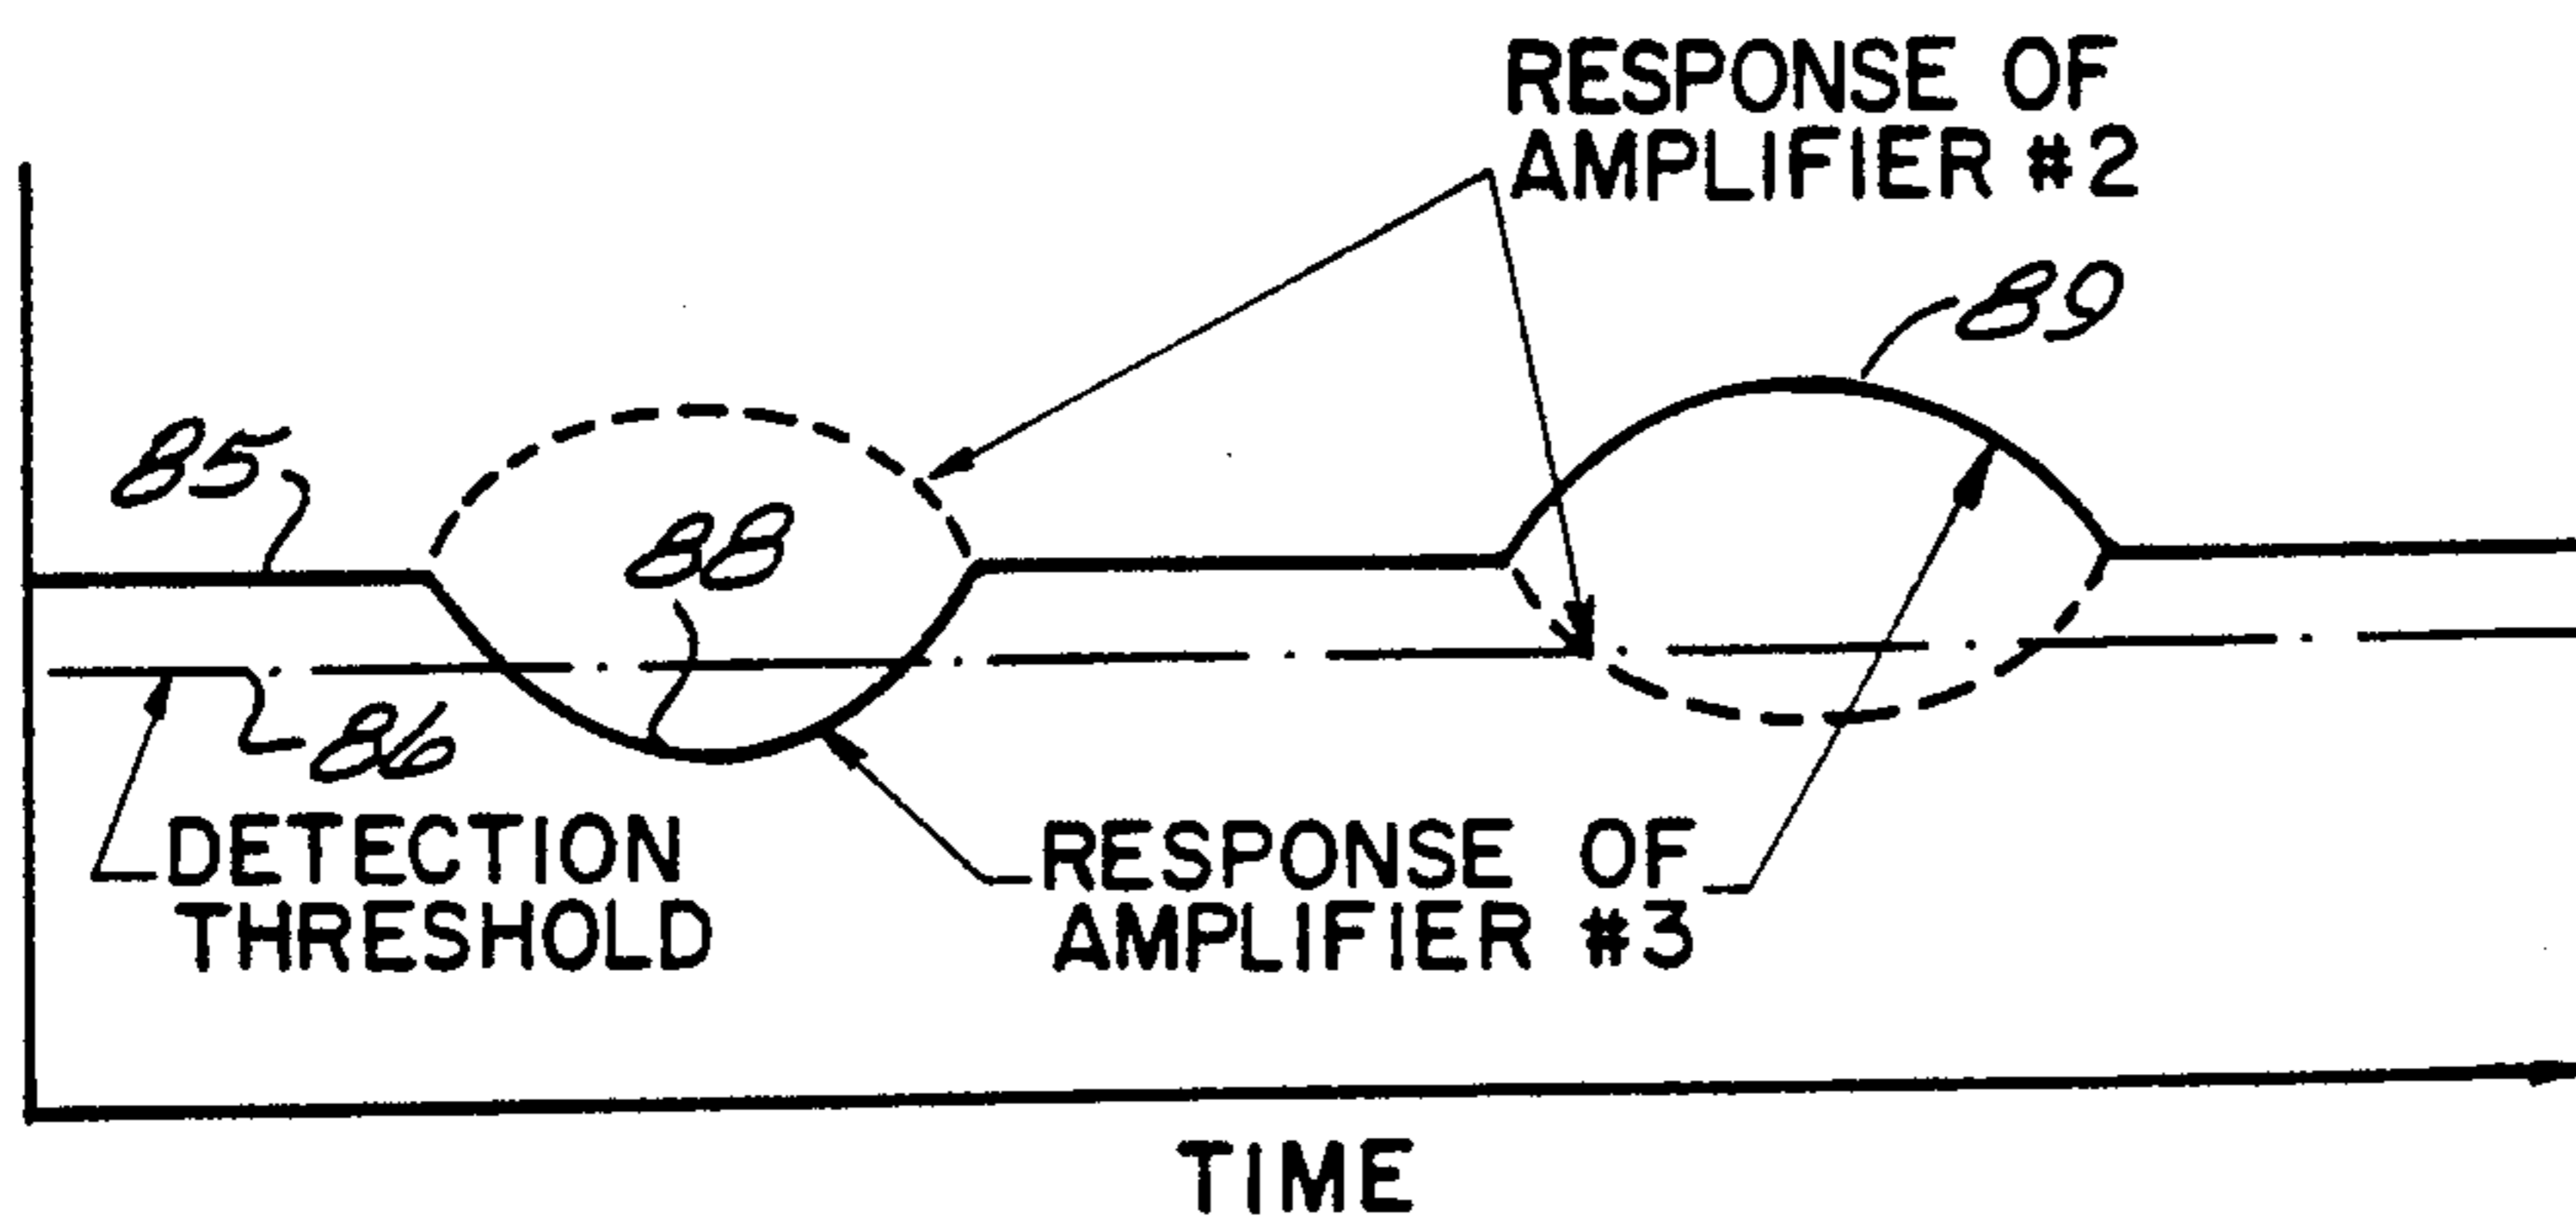 RESPONSE OF
AMPLIFIER #2
89
85
88
86
DETECTION
THRESHOLD
RESPONSE OF
AMPLIFIER #3
TIME